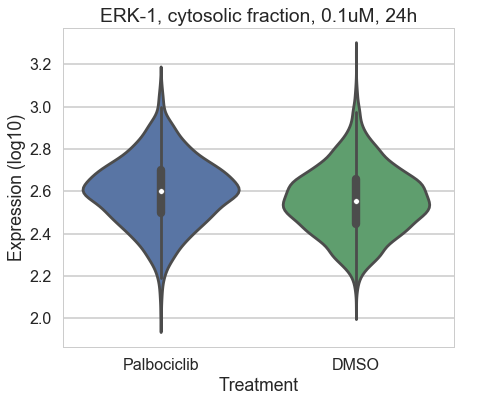 ERK-1, cytosolic fraction, 0.1uM, 24h
Expression (log10)
3.2
3.0
2.8
2.6
2.4
2.2
2.0
Palbociclib DMSO
Treatment